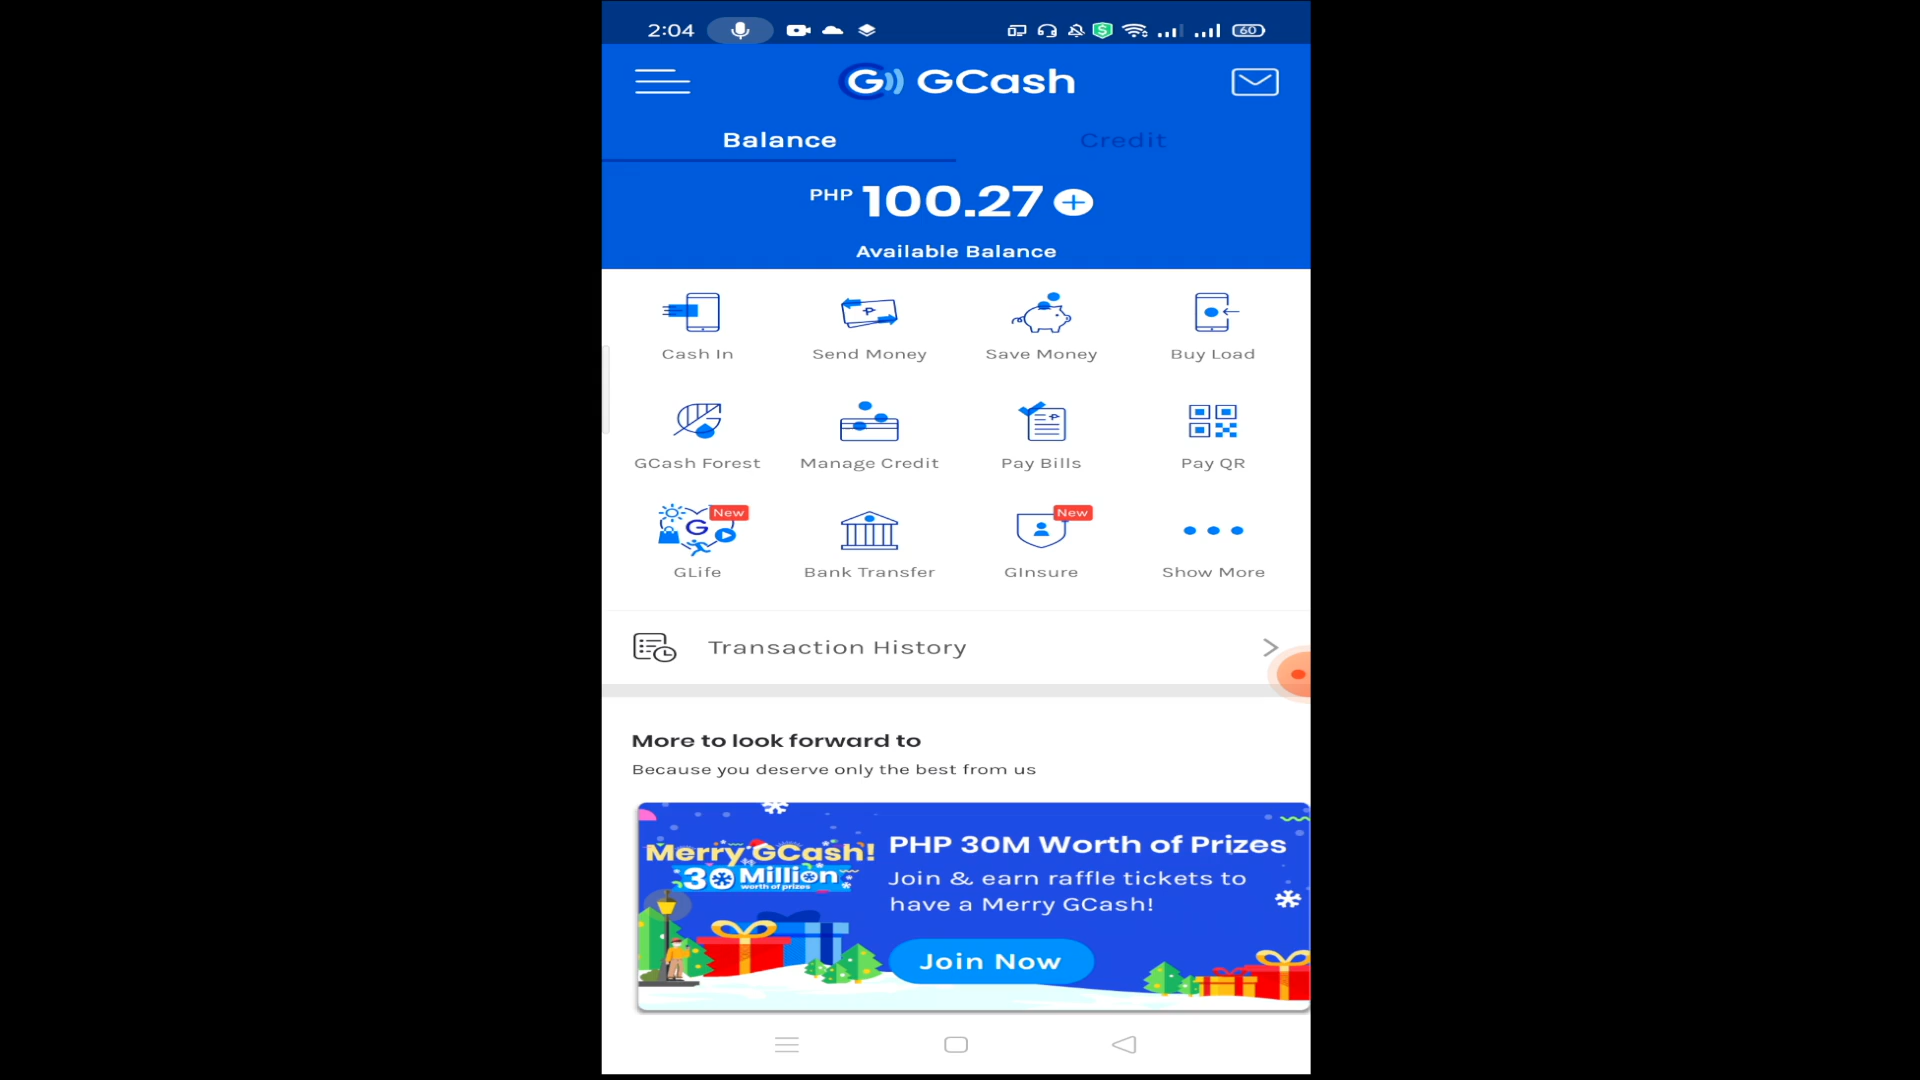 2:04
60
G GCash
Balance
Credit
PHP 100.27
Available Balance
Cash In
Send Money
Save Money
Buy Load
GCash Forest
Manage Credit
Pay Bills
Pay QR
New
New
GLife
Bank Transfer
GInsure
Show More
Transaction History
More to look forward to
Because you deserve only the best from us
Merry GCash!
30 Million
worth of prizes
PHP 30M Worth of Prizes
Join & earn raffle tickets to
have a Merry GCash!
Join Now